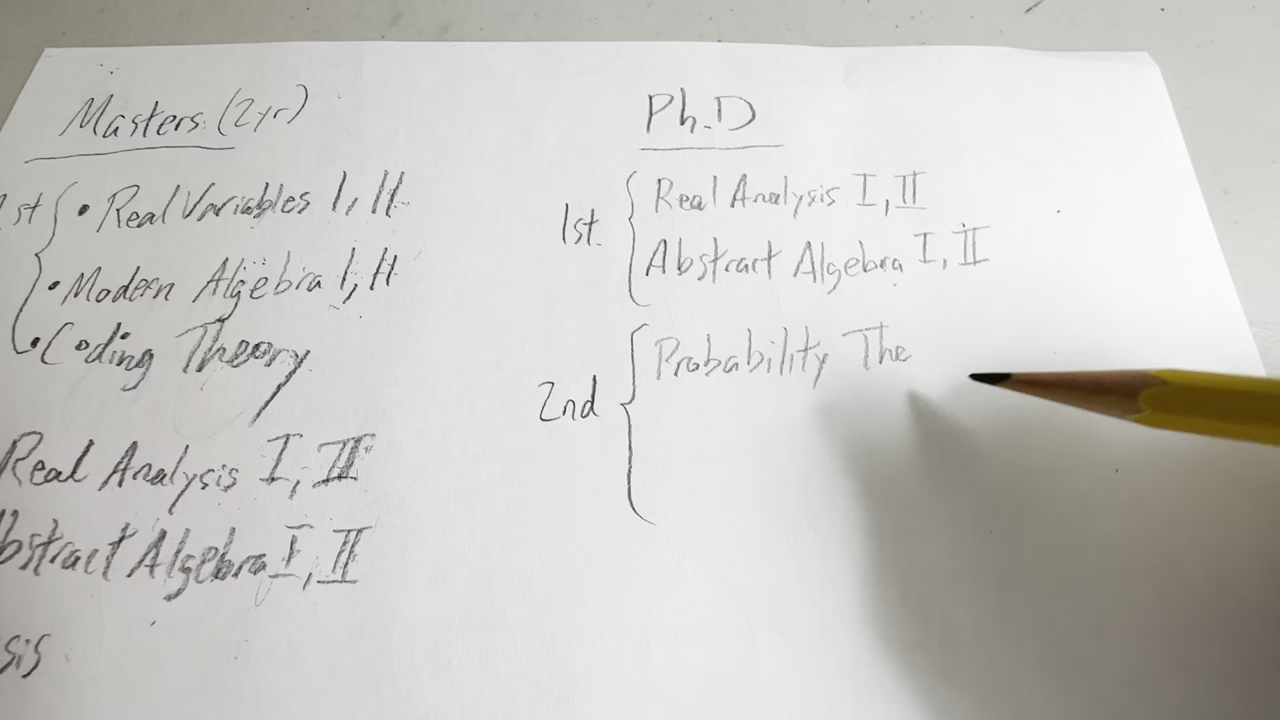 Masters (2yr)
1st
• Real Variables I, II
• Modern Algebra I, II
• Coding Theory
Real Analysis I, II
bstract Algebra I, II
sis
Ph.D
1st.
Real Analysis I, II
Abstract Algebra I, II
2nd
Probability The